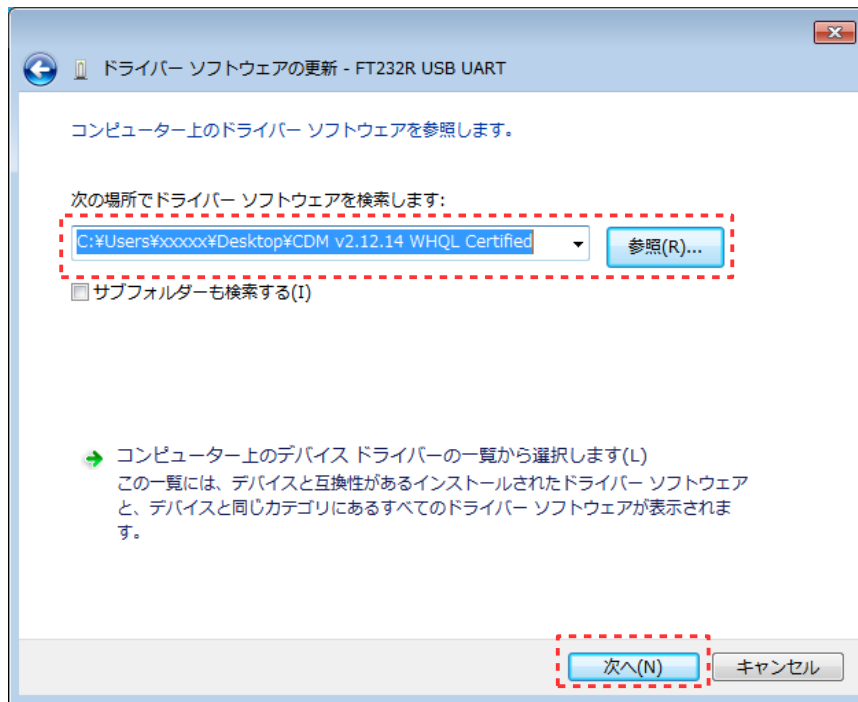 ドライバー ソフトウェアの更新 - FT232R USB UART
コンピューター上のドライバー ソフトウェアを参照します。
次の場所でドライバー ソフトウェアを検索します:
C:¥Users¥xxxxx¥Desktop¥CDM v2.12.14 WHQL Certified
参照(R)...
サブフォルダーも検索する(I)
コンピューター上のデバイス ドライバーの一覧から選択します(L)
この一覧には、デバイスと互換性があるインストールされたドライバー ソフトウェア
と、デバイスと同じカテゴリにあるすべてのドライバー ソフトウェアが表示されま
す。
次へ(N)
キャンセル